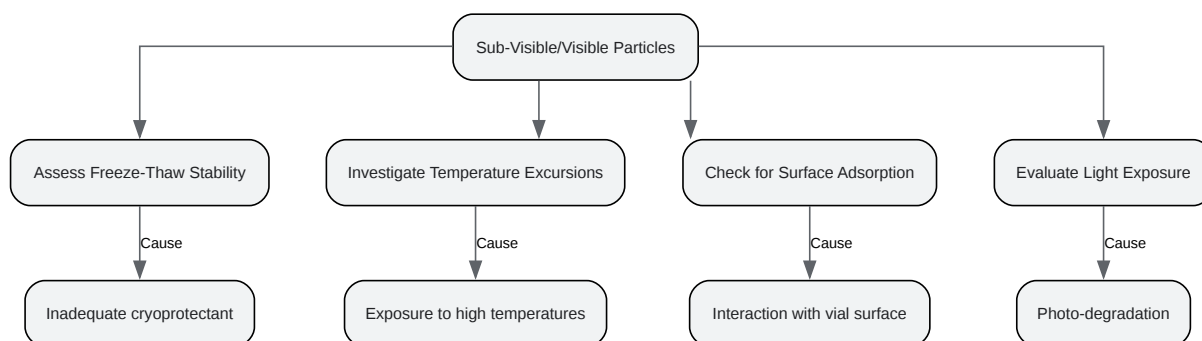 Sub-Visible/Visible Particles
Assess Freeze-Thaw Stability
Investigate Temperature Excursions
Check for Surface Adsorption
Evaluate Light Exposure
Cause
Cause
Cause
Cause
Inadequate cryoprotectant
Exposure to high temperatures
Interaction with vial surface
Photo-degradation